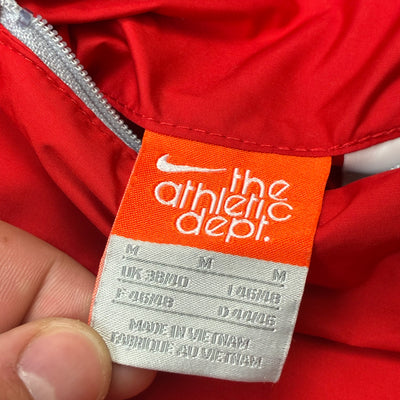 the
athletic
dept.
M M M
UK 38/40 I 46/48
F 46/48 D 44/46
MADE IN VIETNAM
FABRIQUE AU VIETNAM